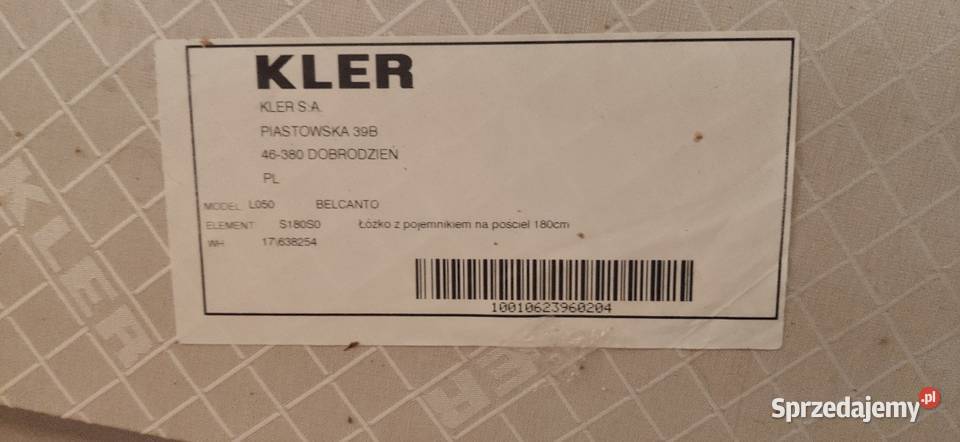 KLER
KLER S.A.
PIASTOWSKA 39B
46-380 DOBRODZIEŃ
PL
MODEL L050 BELCANTO
ELEMENT S180S0 Łóżko z pojemnikiem na pościel 180cm
WH 17\638254
10010623960204
KLER
Sprzedajemy.pl